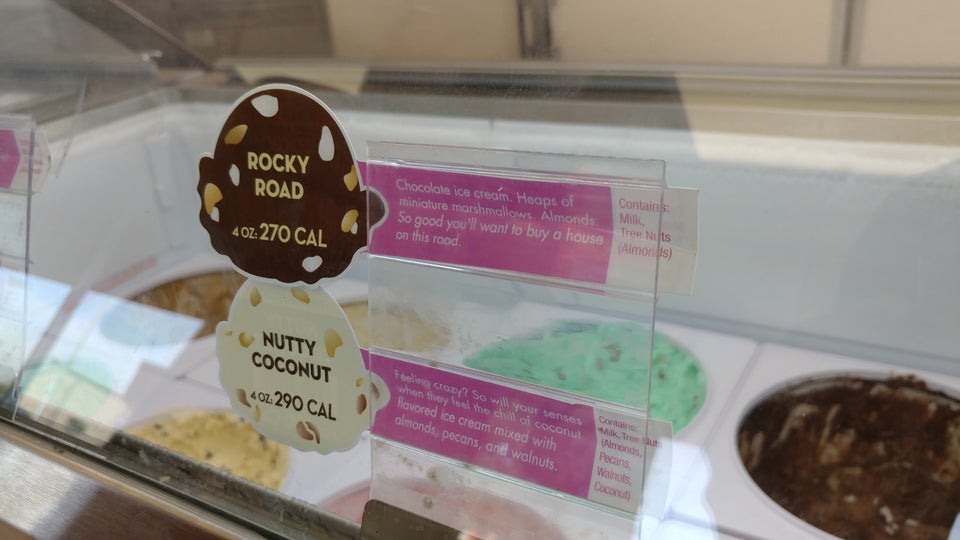 ROCKY
ROAD
4 OZ: 270 CAL
Chocolate ice cream. Heaps of
miniature marshmallows. Almonds.
So good you'll want to buy a house
on this road.
Contains:
Milk,
Tree Nuts
(Almonds)
NUTTY
COCONUT
4 OZ: 290 CAL
Feeling crazy? So will your senses
when they feel the chill of coconut
flavored ice cream mixed with
almonds, pecans, and walnuts.
Contains:
Milk, Tree Nuts
(Almonds,
Pecans,
Walnuts,
Coconut)